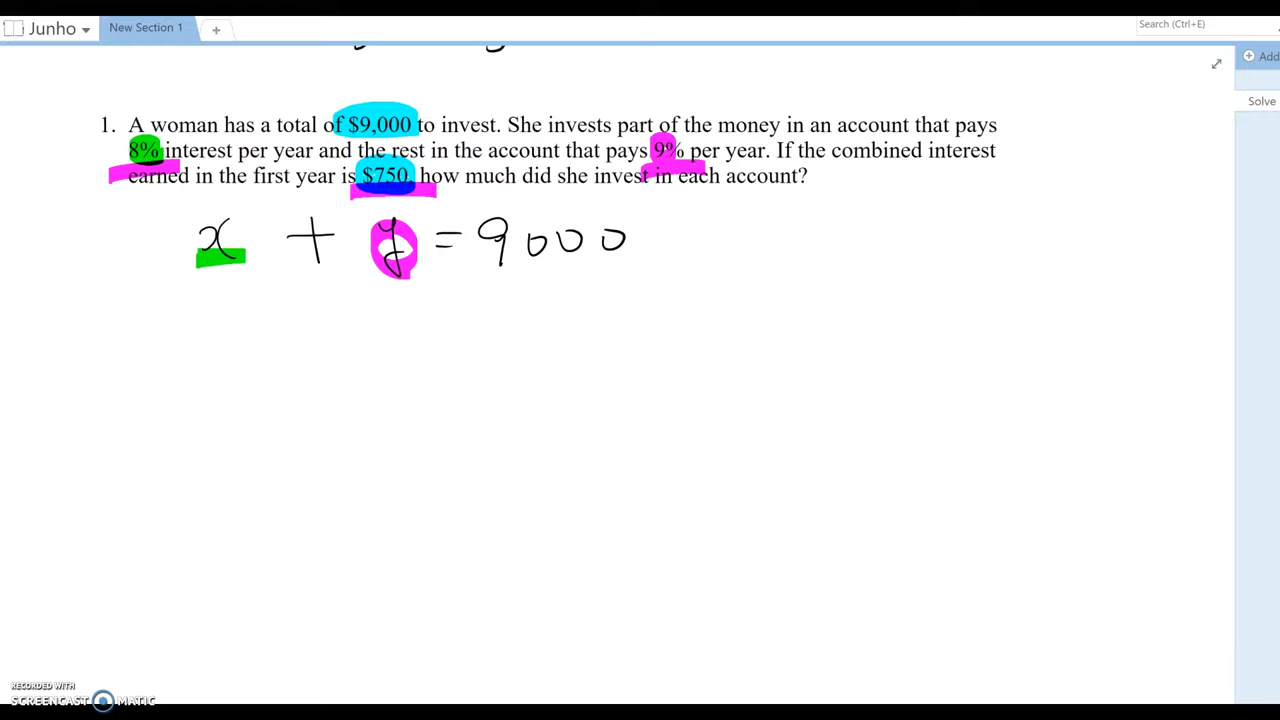 Junho
New Section 1
Search (Ctrl+E)
Add
Solve
1. A woman has a total of $9,000 to invest. She invests part of the money in an account that pays
8% interest per year and the rest in the account that pays 9% per year. If the combined interest
earned in the first year is $750, how much did she invest in each account?
x + y = 9000
RECORDED WITH
SCREENCAST MATIC